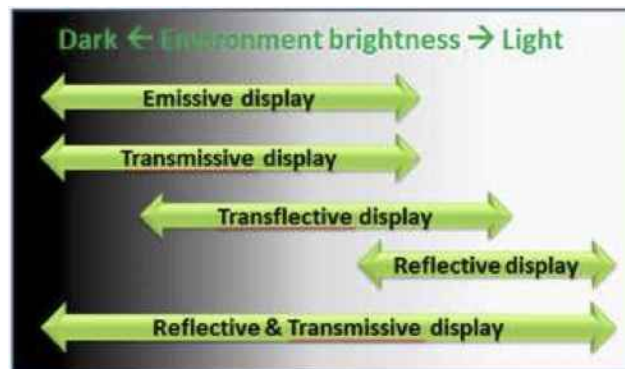 Dark ← Environment brightness → Light
Emissive display
Transmissive display
Transflective display
Reflective display
Reflective & Transmissive display